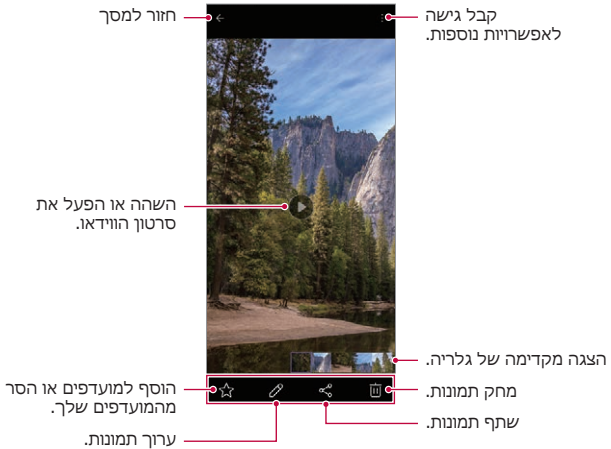 חזור למסך
קבל גישה
לאפשרויות נוספות.
השהה או הפעל את
סרטון הווידאו.
הצגה מקדימה של גלריה.
הוסף למועדפים או הסר
מהמועדפים שלך.
מחק תמונות.
שתף תמונות.
ערוך תמונות.